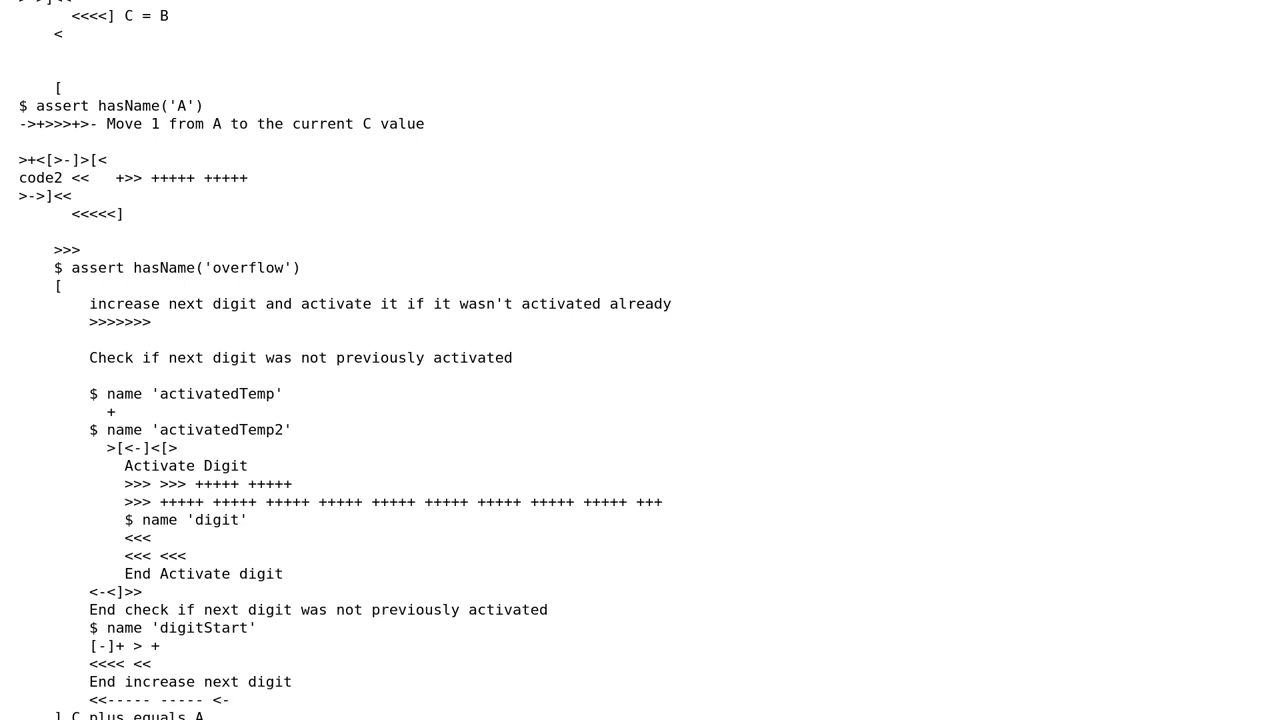 >->]<<
      <<<<] C = B
    <
    [
$ assert hasName('A')
->+>>>+>- Move 1 from A to the current C value
>+<[>-]>[<
code2 <<   +>> +++++ +++++
>->]<<
      <<<<<]
    >>>
    $ assert hasName('overflow')
    [
        increase next digit and activate it if it wasn't activated already
        >>>>>>>
        Check if next digit was not previously activated
        $ name 'activatedTemp'
          +
        $ name 'activatedTemp2'
          >[<-]<[>
            Activate Digit
            >>> >>> +++++ +++++
            >>> +++++ +++++ +++++ +++++ +++++ +++++ +++++ +++++ +++++ +++
            $ name 'digit'
            <<<
            <<< <<<
            End Activate digit
        <-<]>>
        End check if next digit was not previously activated
        $ name 'digitStart'
        [-]+ > +
        <<<< <<
        End increase next digit
        <<----- ----- <-
    ] C plus equals A